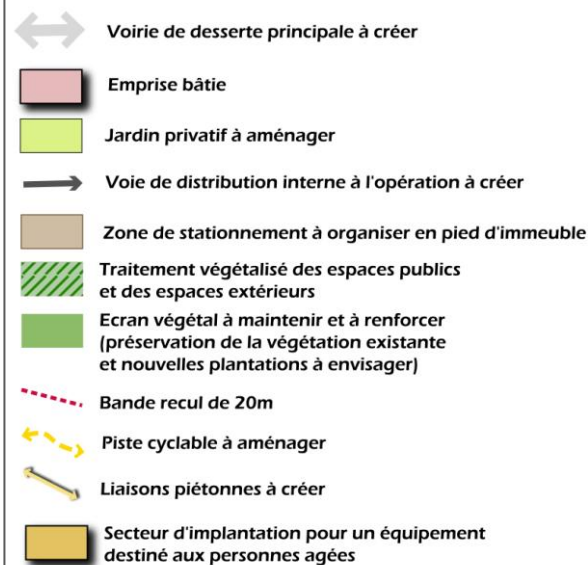 Voirie de desserte principale à créer
Emprise bâtie
Jardin privatif à aménager
Voie de distribution interne à l'opération à créer
Zone de stationnement à organiser en pied d'immeuble
Traitement végétalisé des espaces publics
et des espaces extérieurs
Ecran végétal à maintenir et à renforcer
(préservation de la végétation existante
et nouvelles plantations à envisager)
Bande recul de 20m
Piste cyclable à aménager
Liaisons piétonnes à créer
Secteur d'implantation pour un équipement
destiné aux personnes agées